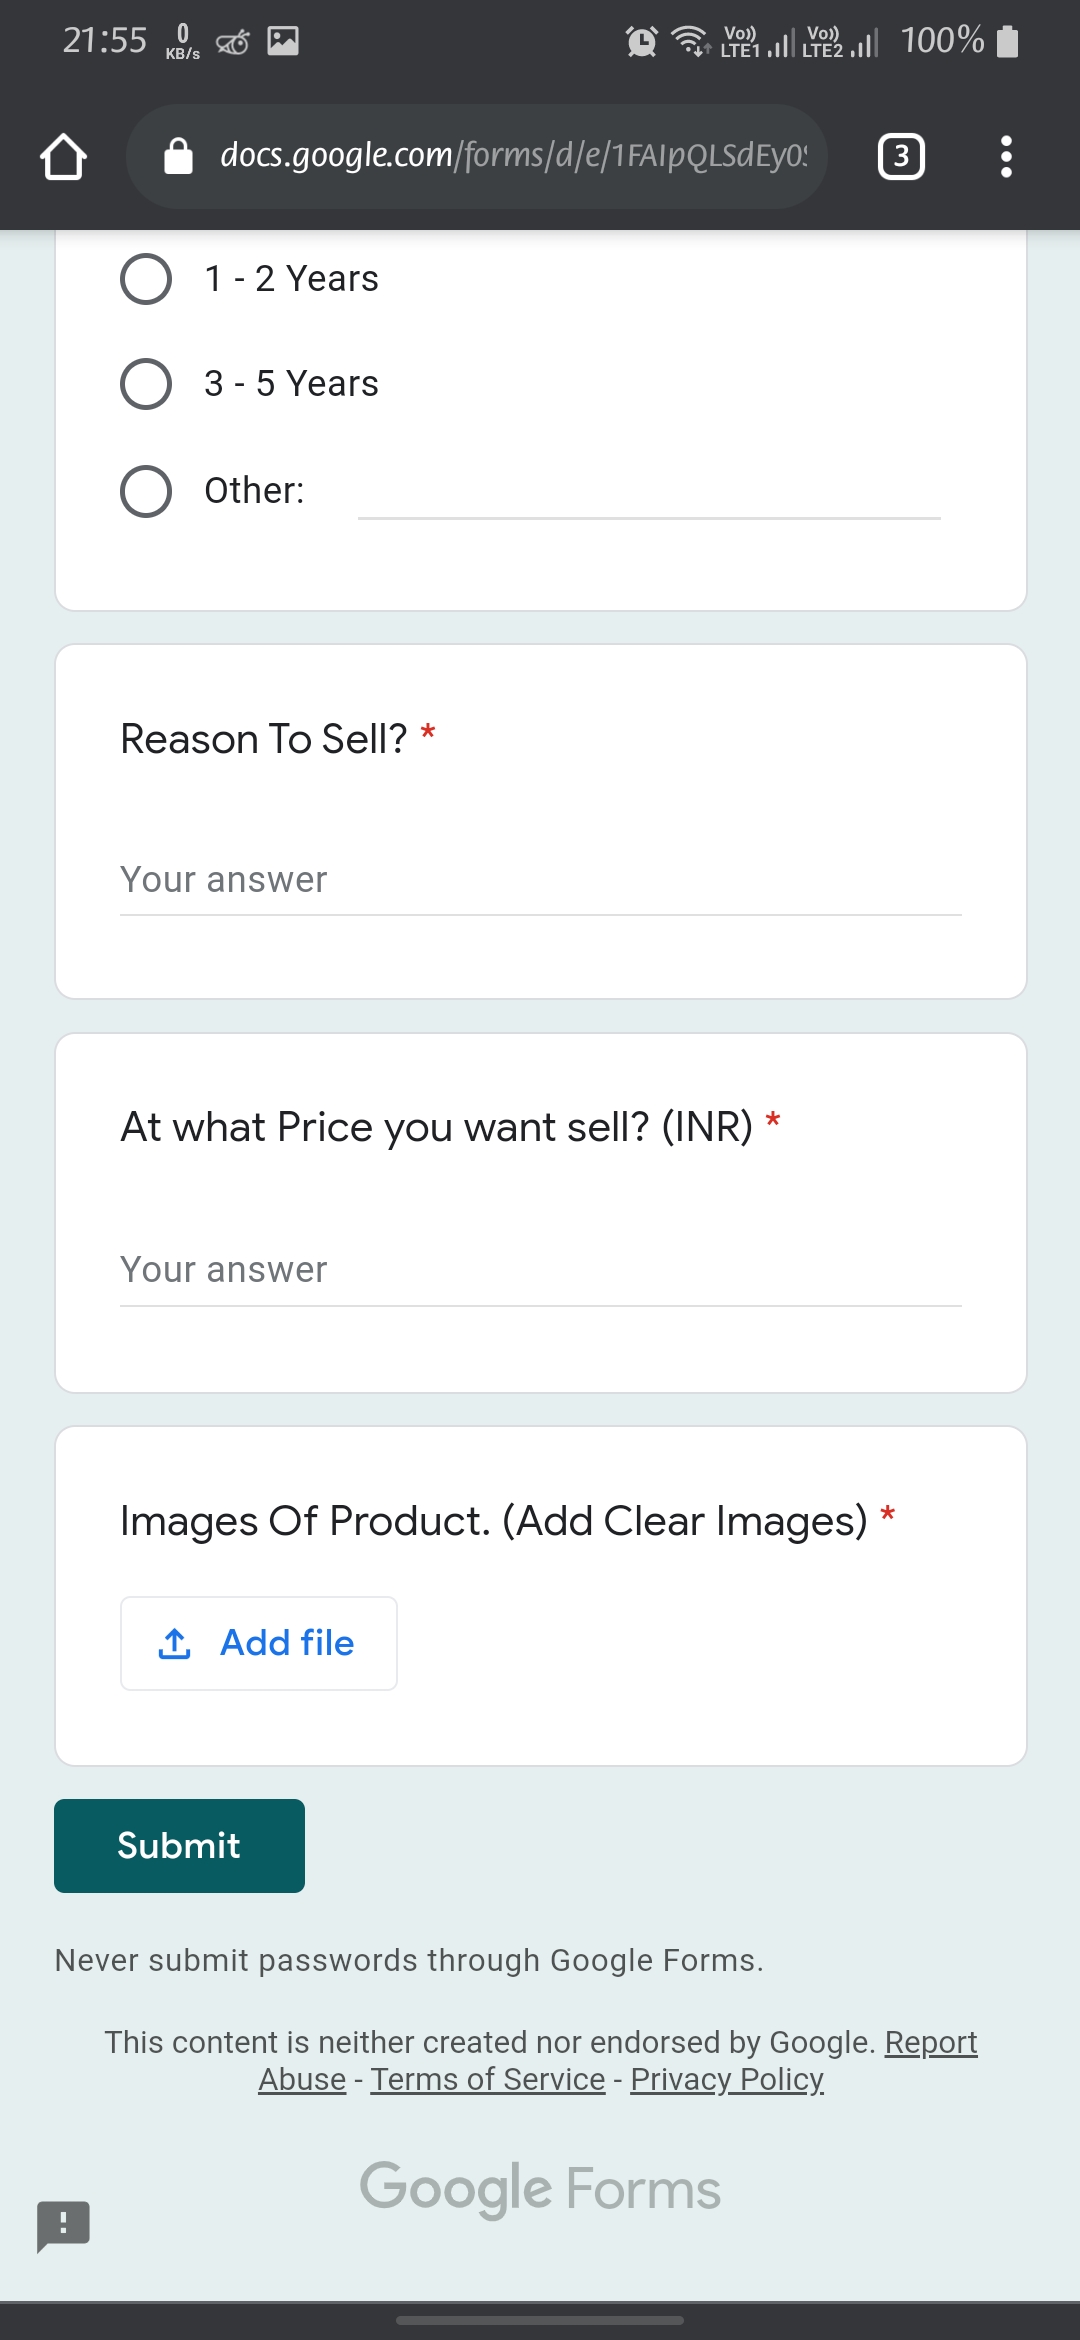 21:55 0 KB/s Vo)) LTE1 Vo)) LTE2 100%
docs.google.com/forms/d/e/1FAIpQLSdEy0S 3
1 - 2 Years
3 - 5 Years
Other:
Reason To Sell? *
Your answer
At what Price you want sell? (INR) *
Your answer
Images Of Product. (Add Clear Images) *
Add file
Submit
Never submit passwords through Google Forms.
This content is neither created nor endorsed by Google. Report
Abuse - Terms of Service - Privacy Policy
Google Forms